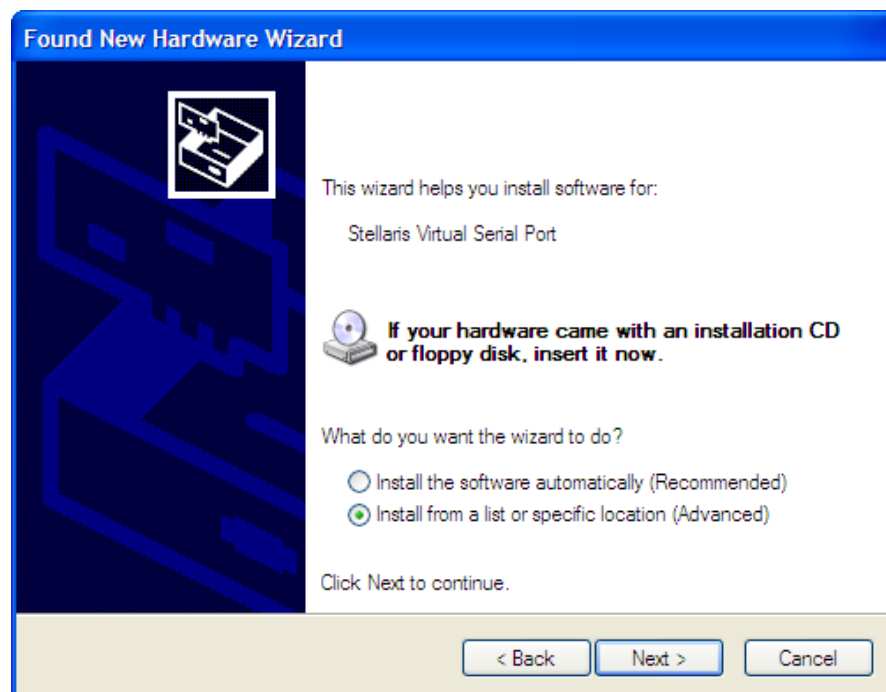 Found New Hardware Wizard
This wizard helps you install software for:
Stellaris Virtual Serial Port
If your hardware came with an installation CD
or floppy disk, insert it now.
What do you want the wizard to do?
Install the software automatically (Recommended)
Install from a list or specific location (Advanced)
Click Next to continue.
< Back Next > Cancel